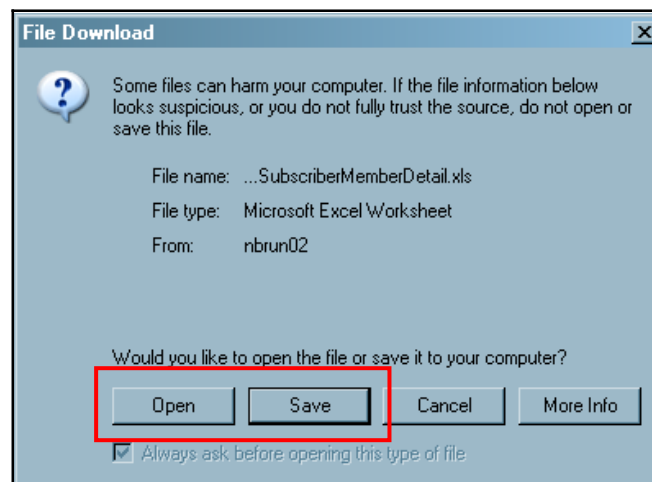 File Download
Some files can harm your computer. If the file information below
looks suspicious, or you do not fully trust the source, do not open or
save this file.
File name: ...SubscriberMemberDetail.xls
File type: Microsoft Excel Worksheet
From: nbrun02
Would you like to open the file or save it to your computer?
Open Save Cancel More Info
Always ask before opening this type of file